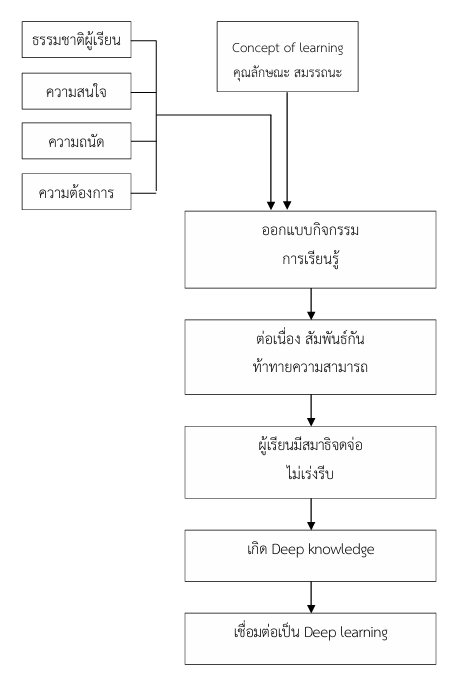 ธรรมชาติผู้เรียน
ความสนใจ
ความถนัด
ความต้องการ
Concept of learning
คุณลักษณะ สมรรถนะ
ออกแบบกิจกรรม
การเรียนรู้
ต่อเนื่อง สัมพันธ์กัน
ท้าทายความสามารถ
ผู้เรียนมีสมาธิจดจ่อ
ไม่เร่งรีบ
เกิด Deep knowledge
เชื่อมต่อเป็น Deep learning